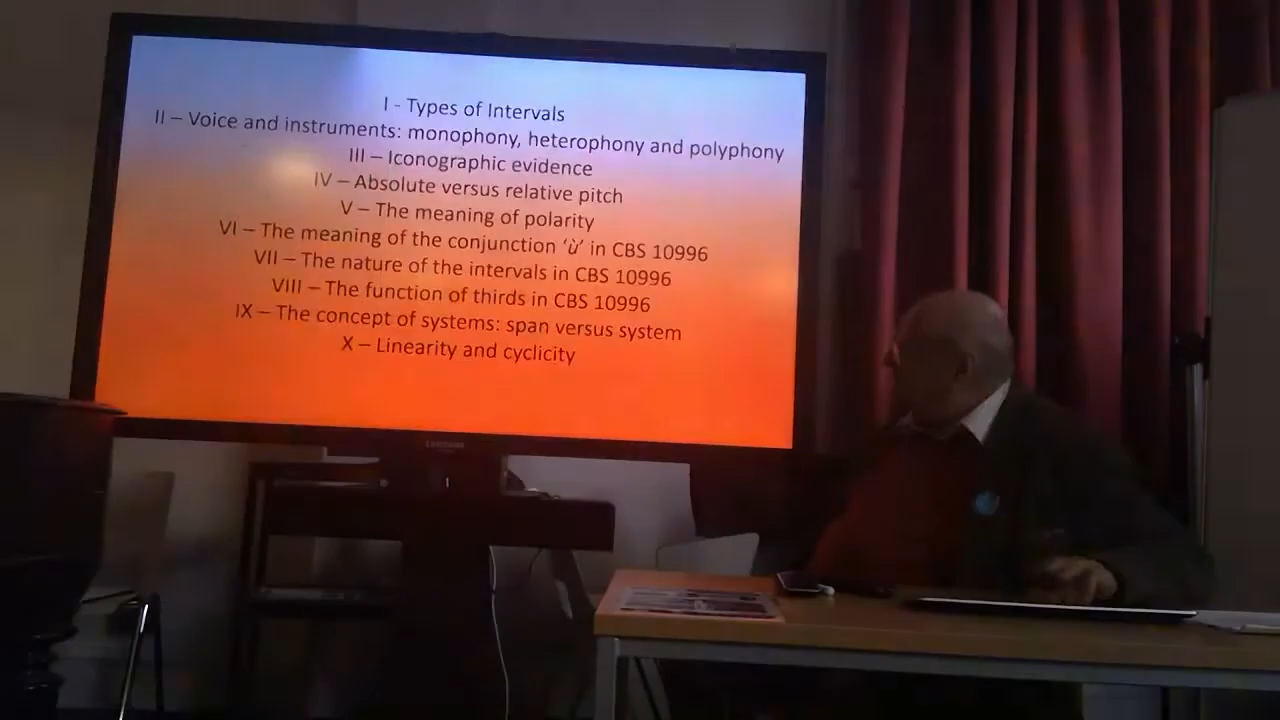 I - Types of Intervals
II – Voice and instruments: monophony, heterophony and polyphony
III – Iconographic evidence
IV – Absolute versus relative pitch
V – The meaning of polarity
VI – The meaning of the conjunction ‘ù’ in CBS 10996
VII – The nature of the intervals in CBS 10996
VIII – The function of thirds in CBS 10996
IX – The concept of systems: span versus system
X – Linearity and cyclicity